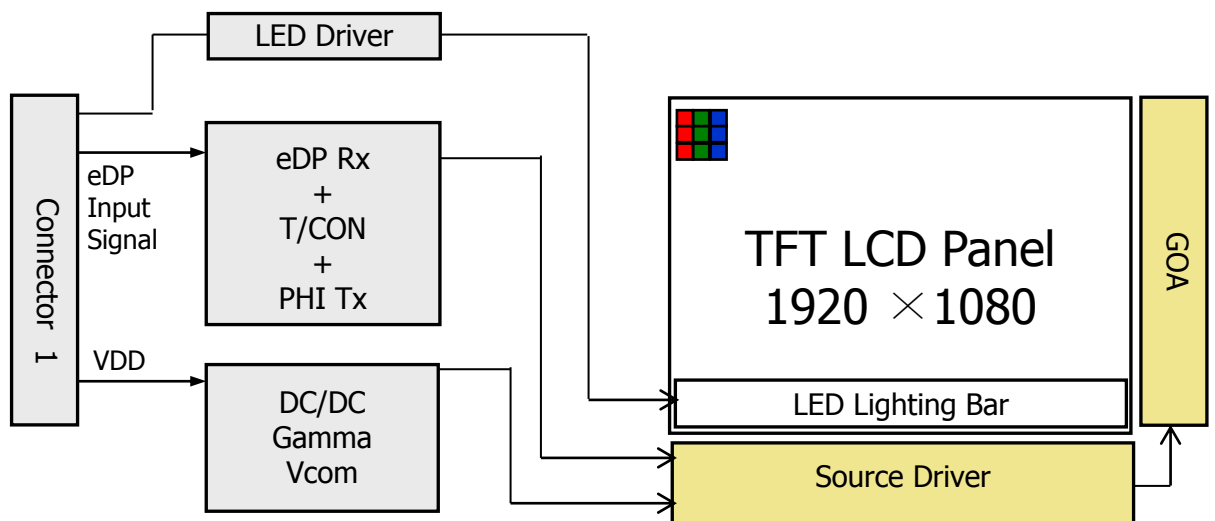 LED Driver
Connector 1
eDP
Input
Signal
eDP Rx
+
T/CON
+
PHI Tx
VDD
DC/DC
Gamma
Vcom
TFT LCD Panel
1920 ×1080
LED Lighting Bar
Source Driver
GOA